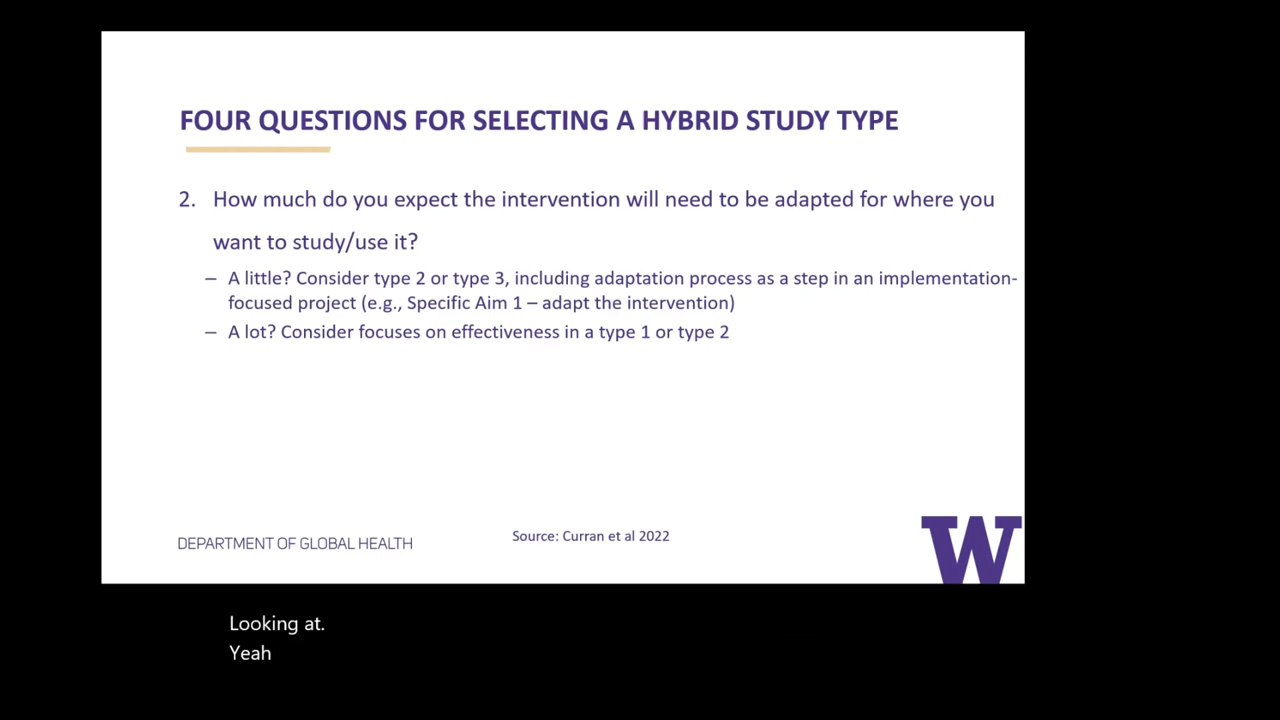 FOUR QUESTIONS FOR SELECTING A HYBRID STUDY TYPE
2. How much do you expect the intervention will need to be adapted for where you
want to study/use it?
– A little? Consider type 2 or type 3, including adaptation process as a step in an implementation-
focused project (e.g., Specific Aim 1 – adapt the intervention)
– A lot? Consider focuses on effectiveness in a type 1 or type 2
DEPARTMENT OF GLOBAL HEALTH
Source: Curran et al 2022
W
Looking at.
Yeah